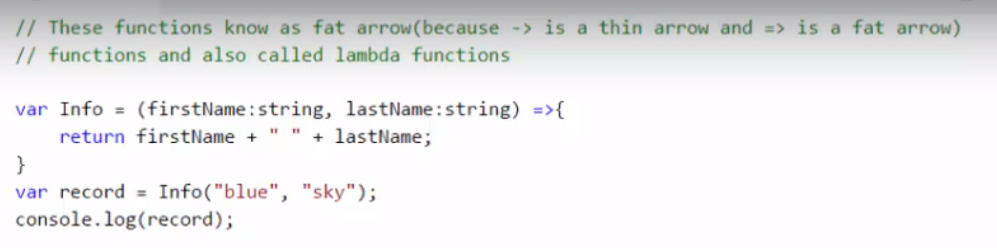 // These functions know as fat arrow(because -> is a thin arrow and => is a fat arrow)
// functions and also called lambda functions
var Info = (firstName:string, lastName:string) =>{
    return firstName + " " + lastName;
}
var record = Info("blue", "sky");
console.log(record);